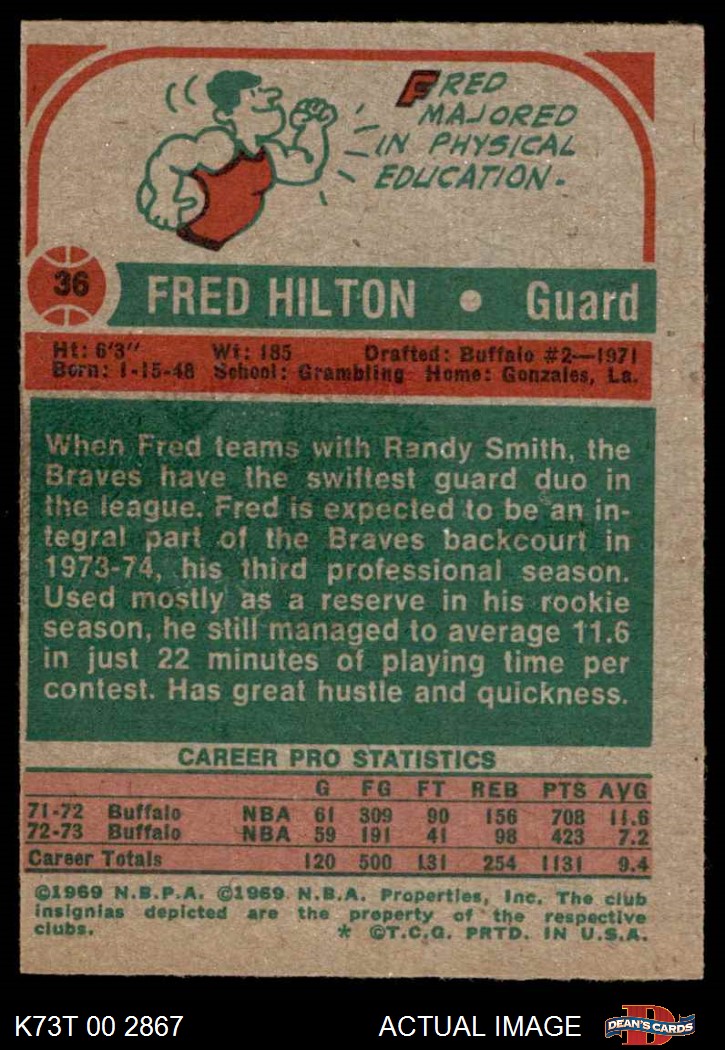 FRED
MAJORED
IN PHYSICAL
EDUCATION.
36
FRED HILTON • Guard
Ht: 6'3" Wt: 185 Drafted: Buffalo #2—1971
Born: 1-15-48 School: Grambling Home: Gonzales, La.
When Fred teams with Randy Smith, the
Braves have the swiftest guard duo in
the league. Fred is expected to be an in-
tegral part of the Braves backcourt in
1973-74, his third professional season.
Used mostly as a reserve in his rookie
season, he still managed to average 11.6
in just 22 minutes of playing time per
contest. Has great hustle and quickness.
CAREER PRO STATISTICS
G FG FT REB PTS AVG
71-72 Buffalo NBA 61 309 90 156 708 11.6
72-73 Buffalo NBA 59 191 41 98 423 7.2
Career Totals 120 500 131 254 1131 9.4
©1969 N.B.P.A. ©1969 N.B.A. Properties, Inc. The club
insignias depicted are the property of the respective
clubs. * ©T.C.G. PRTD. IN U.S.A.
K73T 00 2867 ACTUAL IMAGE
D
DEAN'S CARDS